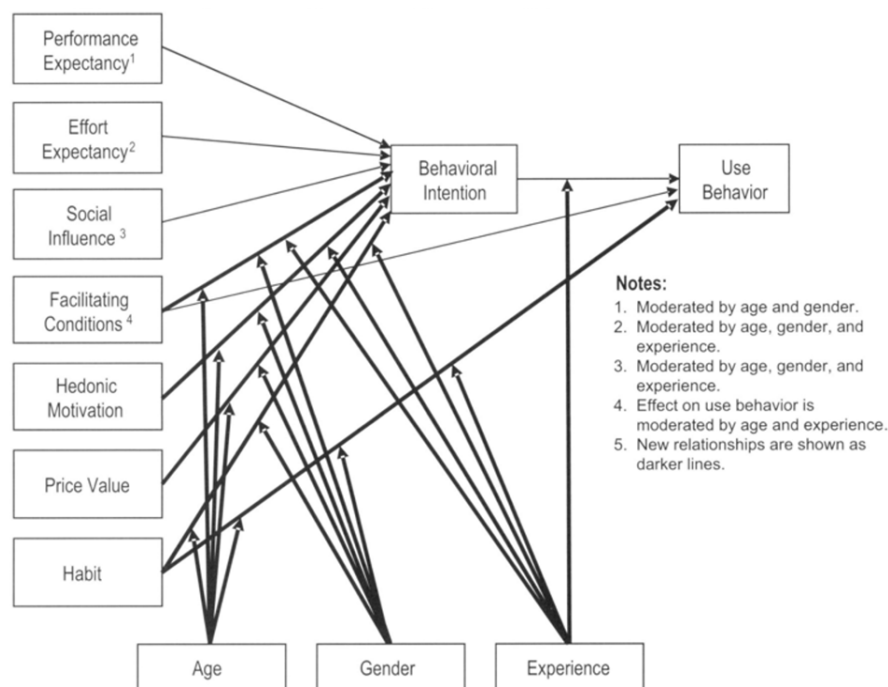 Performance
Expectancy1
Effort
Expectancy2
Social
Influence 3
Facilitating
Conditions 4
Hedonic
Motivation
Price Value
Habit
Behavioral
Intention
Use
Behavior
Notes:
1. Moderated by age and gender.
2. Moderated by age, gender, and
experience.
3. Moderated by age, gender, and
experience.
4. Effect on use behavior is
moderated by age and experience.
5. New relationships are shown as
darker lines.
Age
Gender
Experience